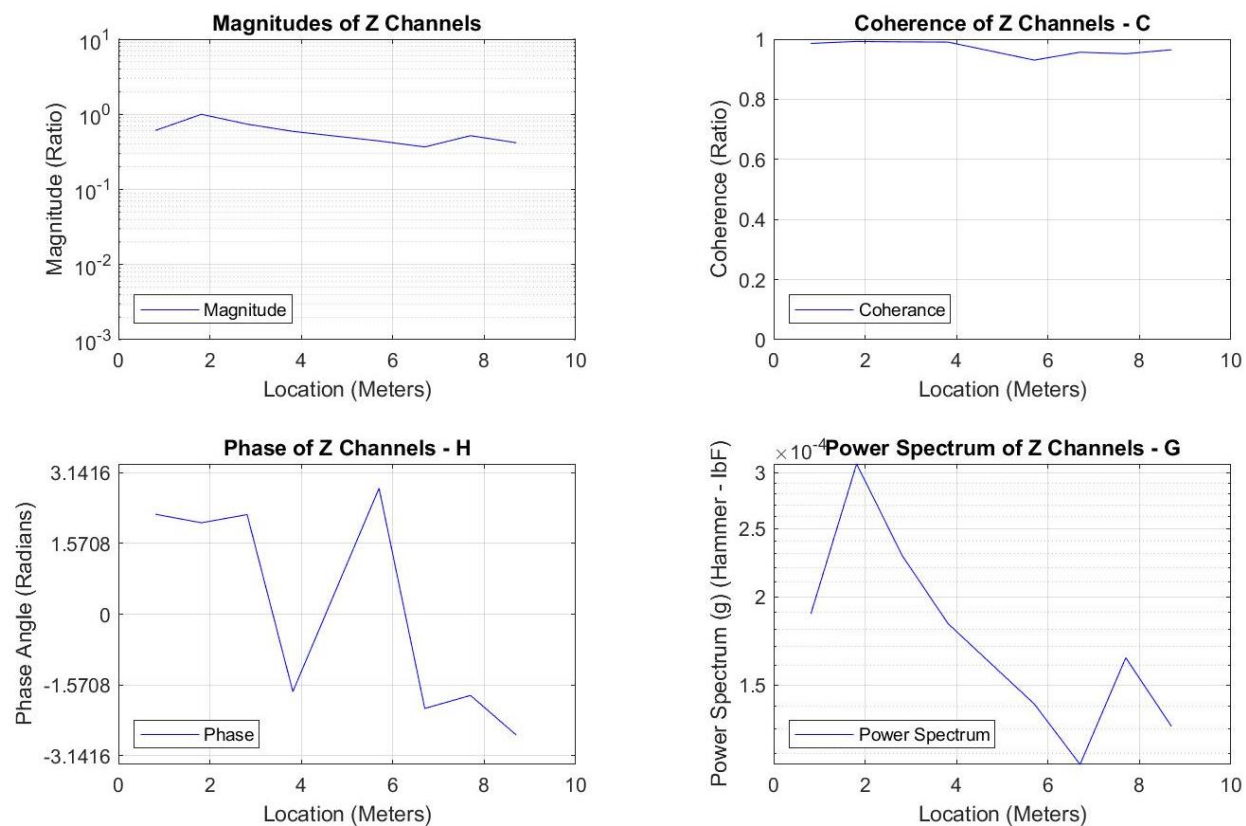 Magnitudes of Z Channels
10^1
10^0
10^-1
10^-2
10^-3
Magnitude (Ratio)
Magnitude
0 2 4 6 8 10
Location (Meters)
Coherence of Z Channels - C
1
0.8
0.6
0.4
0.2
0
Coherence (Ratio)
Coherance
0 2 4 6 8 10
Location (Meters)
Phase of Z Channels - H
3.1416
1.5708
0
-1.5708
-3.1416
Phase Angle (Radians)
Phase
0 2 4 6 8 10
Location (Meters)
×10^-4
Power Spectrum of Z Channels - G
3
2.5
2
1.5
Power Spectrum (g) (Hammer - lbF)
Power Spectrum
0 2 4 6 8 10
Location (Meters)